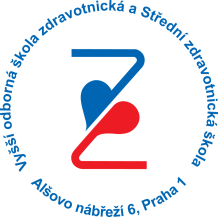 Vyšší odborná škola zdravotnická a Střední zdravotnická škola
Alšovo nábřeží 6, Praha 1